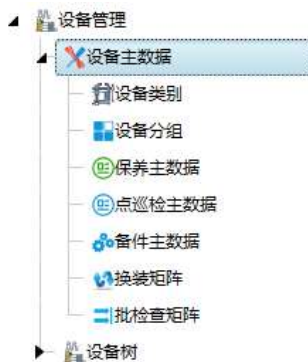 设备管理
设备主数据
设备类别
设备分组
保养主数据
点巡检主数据
备件主数据
换装矩阵
批检查矩阵
设备树